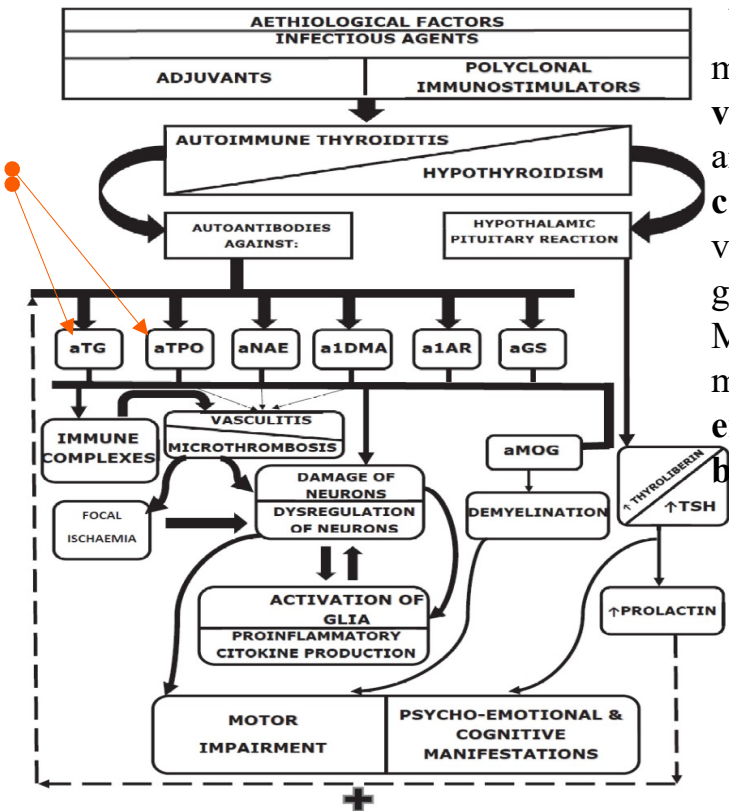 AETHIOLOGICAL FACTORS
INFECTIOUS AGENTS
ADJUVANTS
POLYCLONAL
IMMUNOSTIMULATORS
AUTOIMMUNE THYROIDITIS
HYPOTHYROIDISM
AUTOANTIBODIES
AGAINST:
HYPOTHALAMIC
PITUITARY REACTION
aTG
aTPO
aNAE
a1DMA
a1AR
aGS
IMMUNE
COMPLEXES
VASCULITIS
MICROTHROMBOSIS
aMOG
↑THYROLIBERIN
↑TSH
FOCAL
ISCHAEMIA
DAMAGE OF
NEURONS
DYSREGULATION
OF NEURONS
DEMYELINATION
ACTIVATION OF
GLIA
PROINFLAMMATORY
CITOKINE PRODUCTION
↑PROLACTIN
MOTOR
IMPAIRMENT
PSYCHO-EMOTIONAL &
COGNITIVE
MANIFESTATIONS
+